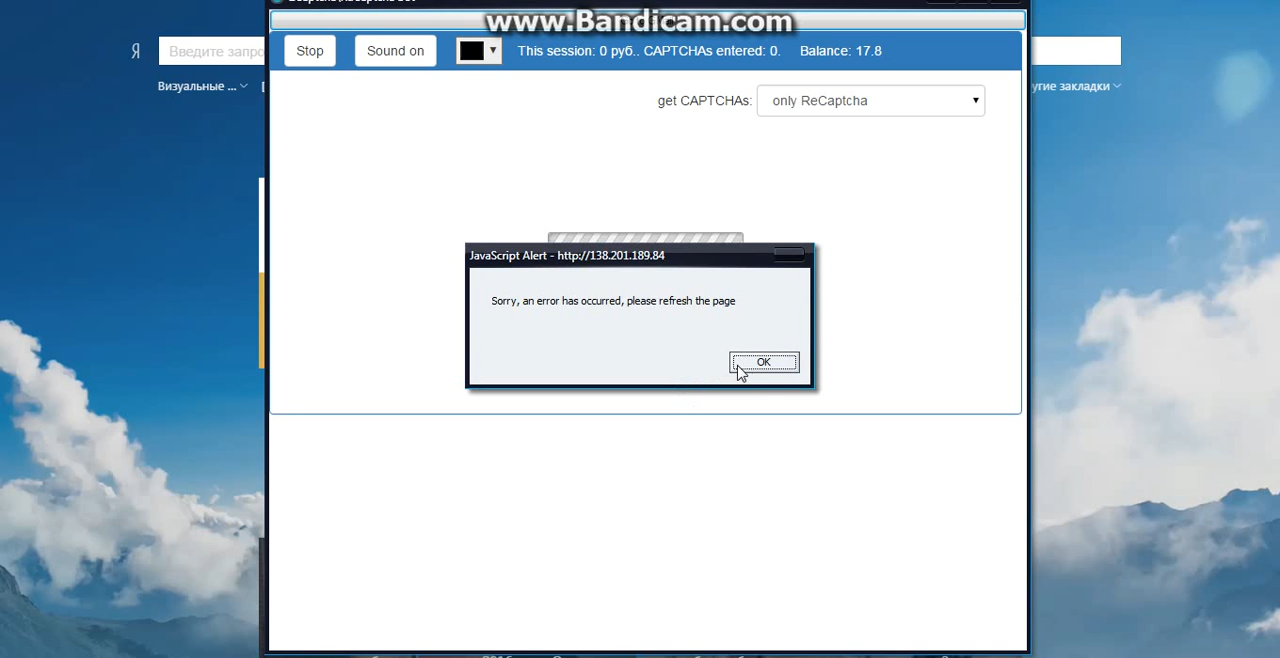 www.Bandicam.com
Я Введите запро
Stop Sound on This session: 0 руб.. CAPTCHAs entered: 0. Balance: 17.8
Визуальные ...
угие закладки
get CAPTCHAs: only ReCaptcha
JavaScript Alert - http://138.201.189.84
Sorry, an error has occurred, please refresh the page
OK